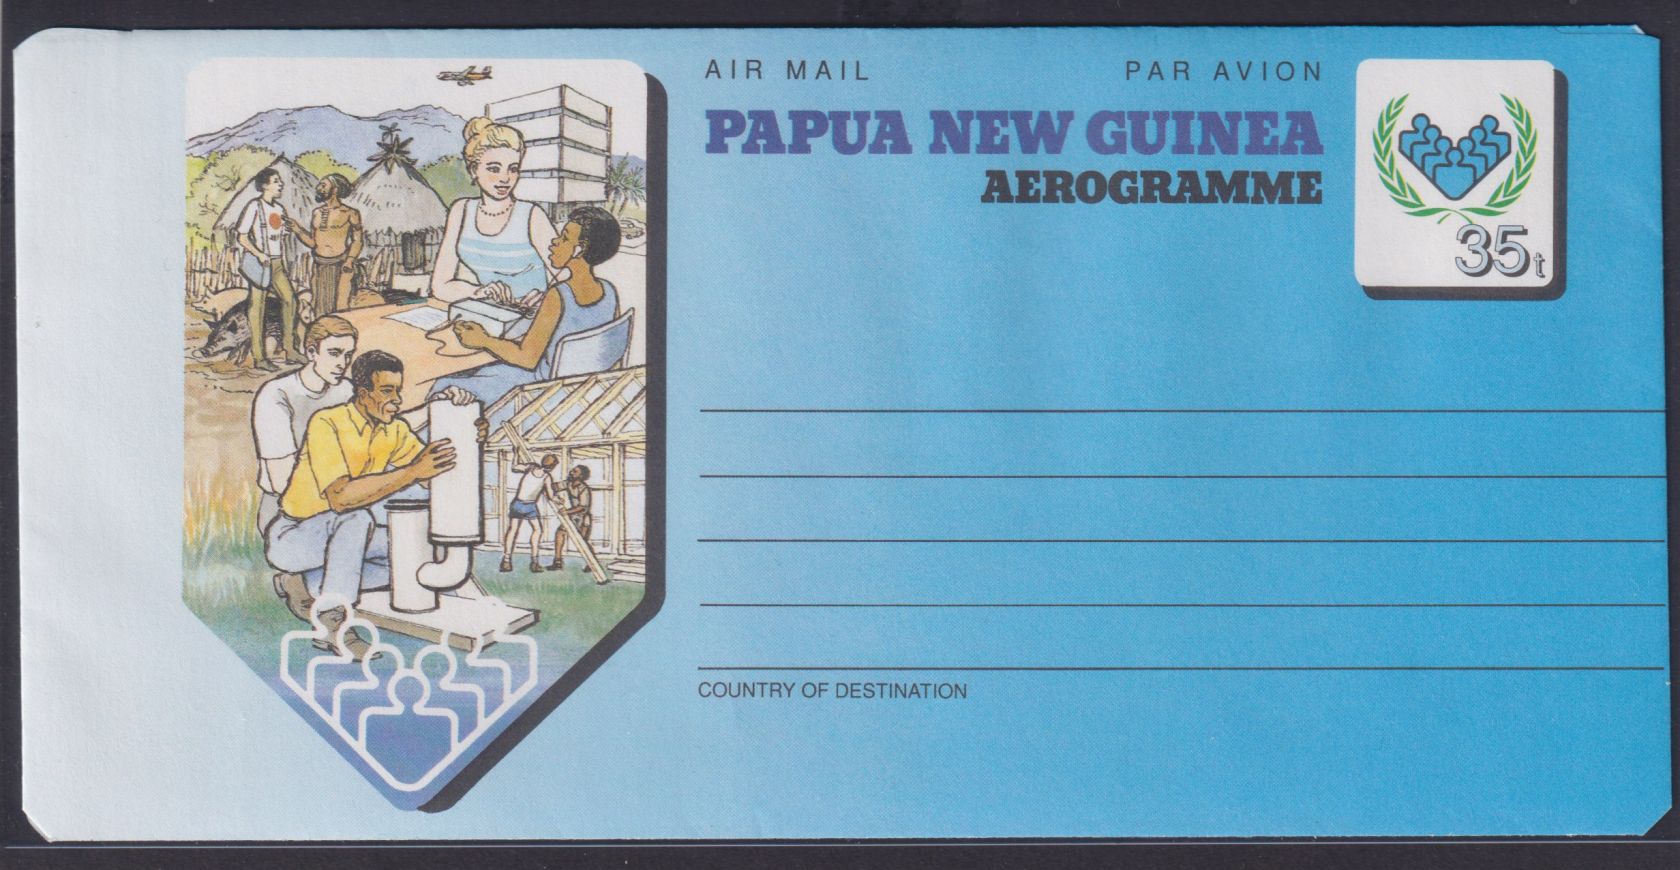 AIR MAIL PAR AVION
PAPUA NEW GUINEA
AEROGRAMME
35t
COUNTRY OF DESTINATION